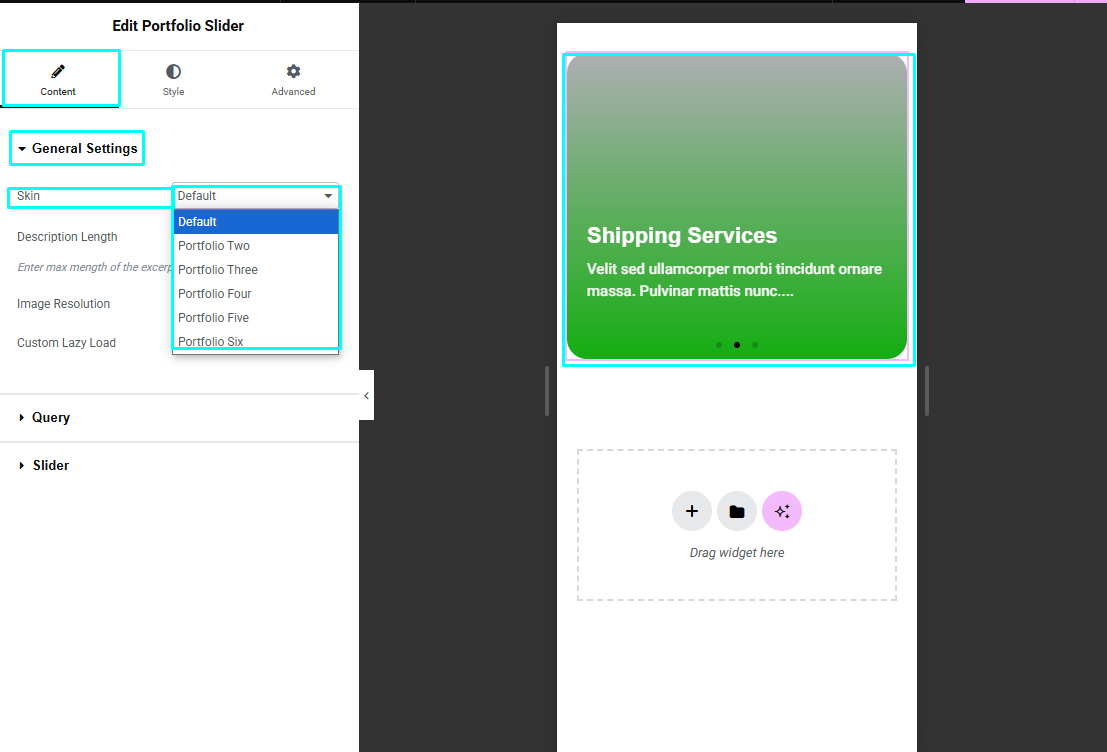 Edit Portfolio Slider
Content
Style
Advanced
General Settings
Skin
Default
Default
Portfolio Two
Portfolio Three
Portfolio Four
Portfolio Five
Portfolio Six
Description Length
Enter max mength of the excerp
Image Resolution
Custom Lazy Load
Query
Slider
Shipping Services
Velit sed ullamcorper morbi tincidunt ornare
massa. Pulvinar mattis nunc....
Drag widget here